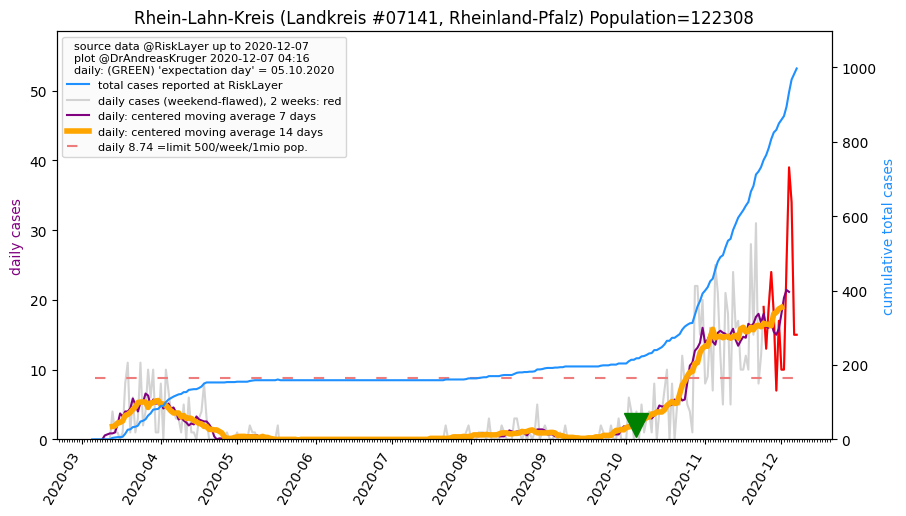 Rhein-Lahn-Kreis (Landkreis #07141, Rheinland-Pfalz) Population=122308
source data @RiskLayer up to 2020-12-07
plot @DrAndreasKruger 2020-12-07 04:16
daily: (GREEN) 'expectation day' = 05.10.2020
total cases reported at RiskLayer
daily cases (weekend-flawed), 2 weeks: red
daily: centered moving average 7 days
daily: centered moving average 14 days
daily 8.74 =limit 500/week/1mio pop.
daily cases
50
40
30
20
10
0
cumulative total cases
1000
800
600
400
200
0
2020-03
2020-04
2020-05
2020-06
2020-07
2020-08
2020-09
2020-10
2020-11
2020-12